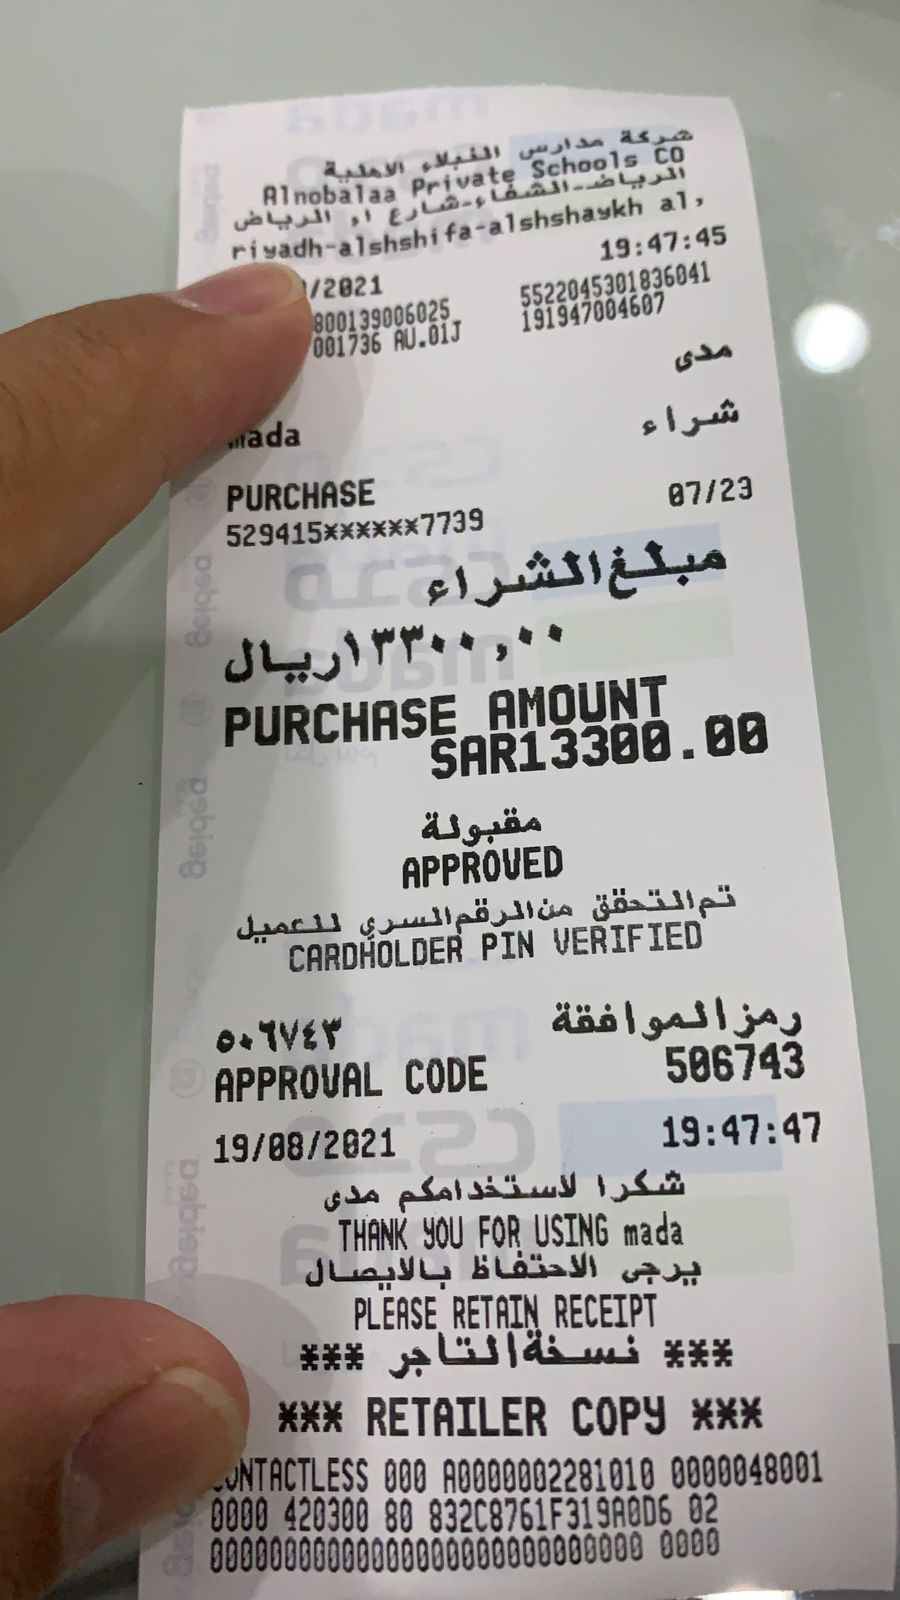 شركة مدارس النبلاء الاهلية
Alnobalaa Private Schools CO
الرياض-الشفاء-شارع او الرياض
riyadh-alshshifa-alshshaykh al,
/2021 19:47:45
800139006025 5522045301836041
001736 AU.01J 191947004607
مدى
mada
شراء
PURCHASE 07/23
529415******7739
مبلغ الشراء
١٣٣٠٠,٠٠ريال
PURCHASE AMOUNT
SAR13300.00
مقبولة
APPROVED
تم التحقق من الرقم السري للعميل
CARDHOLDER PIN VERIFIED
رمز الموافقة ٥٠٦٧٤٣
APPROVAL CODE 506743
19/08/2021 19:47:47
شكرا لاستخدامكم مدى
THANK YOU FOR USING mada
يرجى الاحتفاظ بالايصال
PLEASE RETAIN RECEIPT
*** نسخة التاجر ***
*** RETAILER COPY ***
CONTACTLESS 000 A0000002281010 0000048001
0000 420300 80 832C8761F319A0D6 02
0000000000000000000000000000000 0000